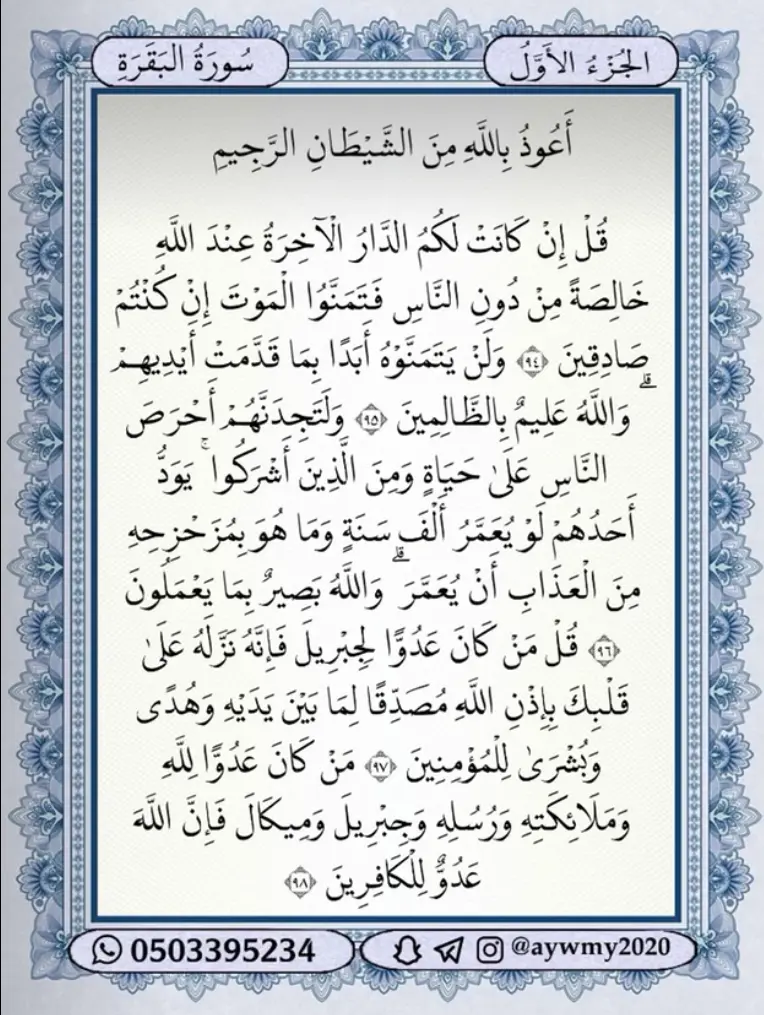 الجُزْءُ الأَوَّلُ
سُورَةُ البَقَرَةِ
أَعُوذُ بِاللَّهِ مِنَ الشَّيْطَانِ الرَّجِيمِ
قُلْ إِنْ كَانَتْ لَكُمُ الدَّارُ الْآخِرَةُ عِنْدَ اللَّهِ
خَالِصَةً مِنْ دُونِ النَّاسِ فَتَمَنَّوُا الْمَوْتَ إِنْ كُنْتُمْ
صَادِقِينَ ٩٤ وَلَنْ يَتَمَنَّوْهُ أَبَدًا بِمَا قَدَّمَتْ أَيْدِيهِمْ ۗ
وَاللَّهُ عَلِيمٌ بِالظَّالِمِينَ ٩٥ وَلَتَجِدَنَّهُمْ أَحْرَصَ
النَّاسِ عَلَىٰ حَيَاةٍ وَمِنَ الَّذِينَ أَشْرَكُوا ۚ يَوَدُّ
أَحَدُهُمْ لَوْ يُعَمَّرُ أَلْفَ سَنَةٍ وَمَا هُوَ بِمُزَحْزِحِهِ
مِنَ الْعَذَابِ أَنْ يُعَمَّرَ ۗ وَاللَّهُ بَصِيرٌ بِمَا يَعْمَلُونَ
٩٦ قُلْ مَنْ كَانَ عَدُوًّا لِجِبْرِيلَ فَإِنَّهُ نَزَّلَهُ عَلَىٰ
قَلْبِكَ بِإِذْنِ اللَّهِ مُصَدِّقًا لِمَا بَيْنَ يَدَيْهِ وَهُدًى
وَبُشْرَىٰ لِلْمُؤْمِنِينَ ٩٧ مَنْ كَانَ عَدُوًّا لِلَّهِ
وَمَلَائِكَتِهِ وَرُسُلِهِ وَجِبْرِيلَ وَمِيكَالَ فَإِنَّ اللَّهَ
عَدُوٌّ لِلْكَافِرِينَ ٩٨
0503395234
@aywmy2020